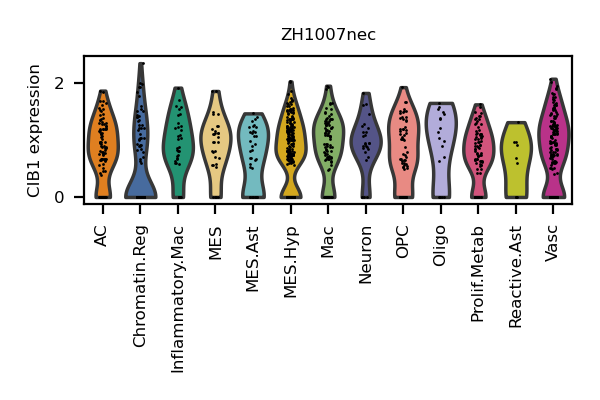 ZH1007nec
CIB1 expression
2
0
AC
Chromatin.Reg
Inflammatory.Mac
MES
MES.Ast
MES.Hyp
Mac
Neuron
OPC
Oligo
Prolif.Metab
Reactive.Ast
Vasc